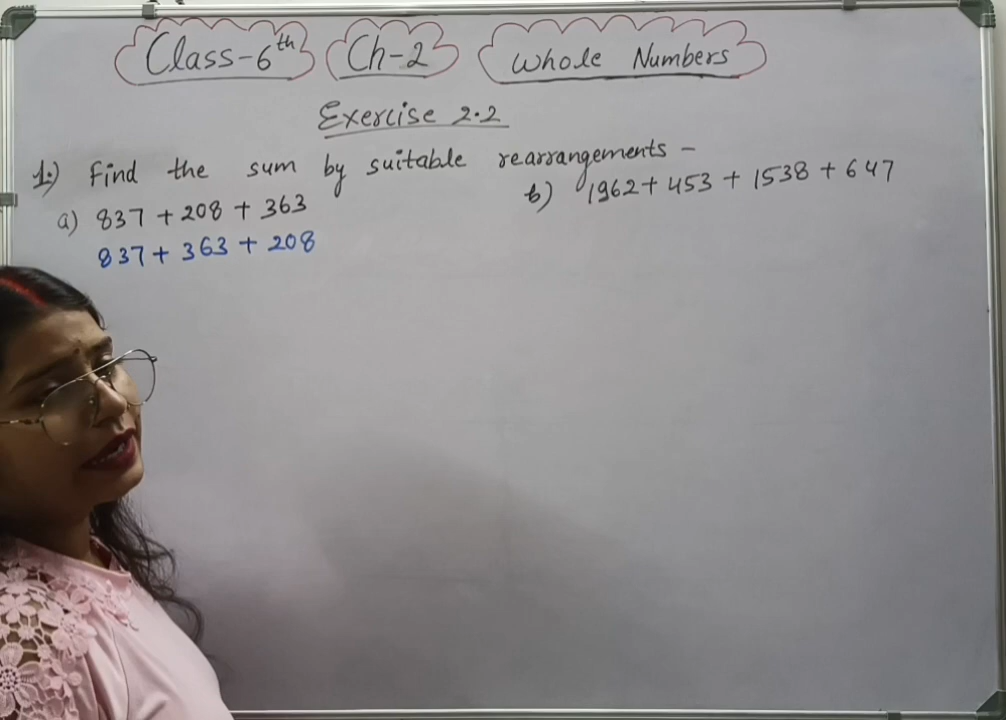 Class-6th Ch-2 Whole Numbers
Exercise 2.2
1.) Find the sum by suitable rearrangements -
a) 837 + 208 + 363
837 + 363 + 208
b) 1962 + 453 + 1538 + 647